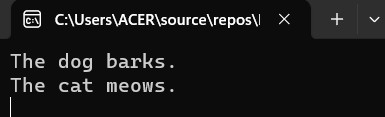 C:\Users\ACER\source\repos\
The dog barks.
The cat meows.